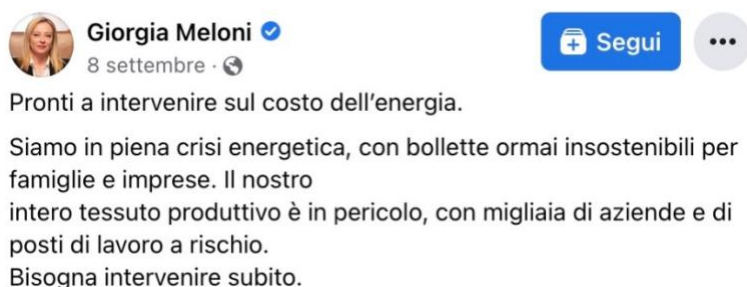 Giorgia Meloni
Segui
8 settembre ·
Pronti a intervenire sul costo dell'energia.
Siamo in piena crisi energetica, con bollette ormai insostenibili per
famiglie e imprese. Il nostro
intero tessuto produttivo è in pericolo, con migliaia di aziende e di
posti di lavoro a rischio.
Bisogna intervenire subito.